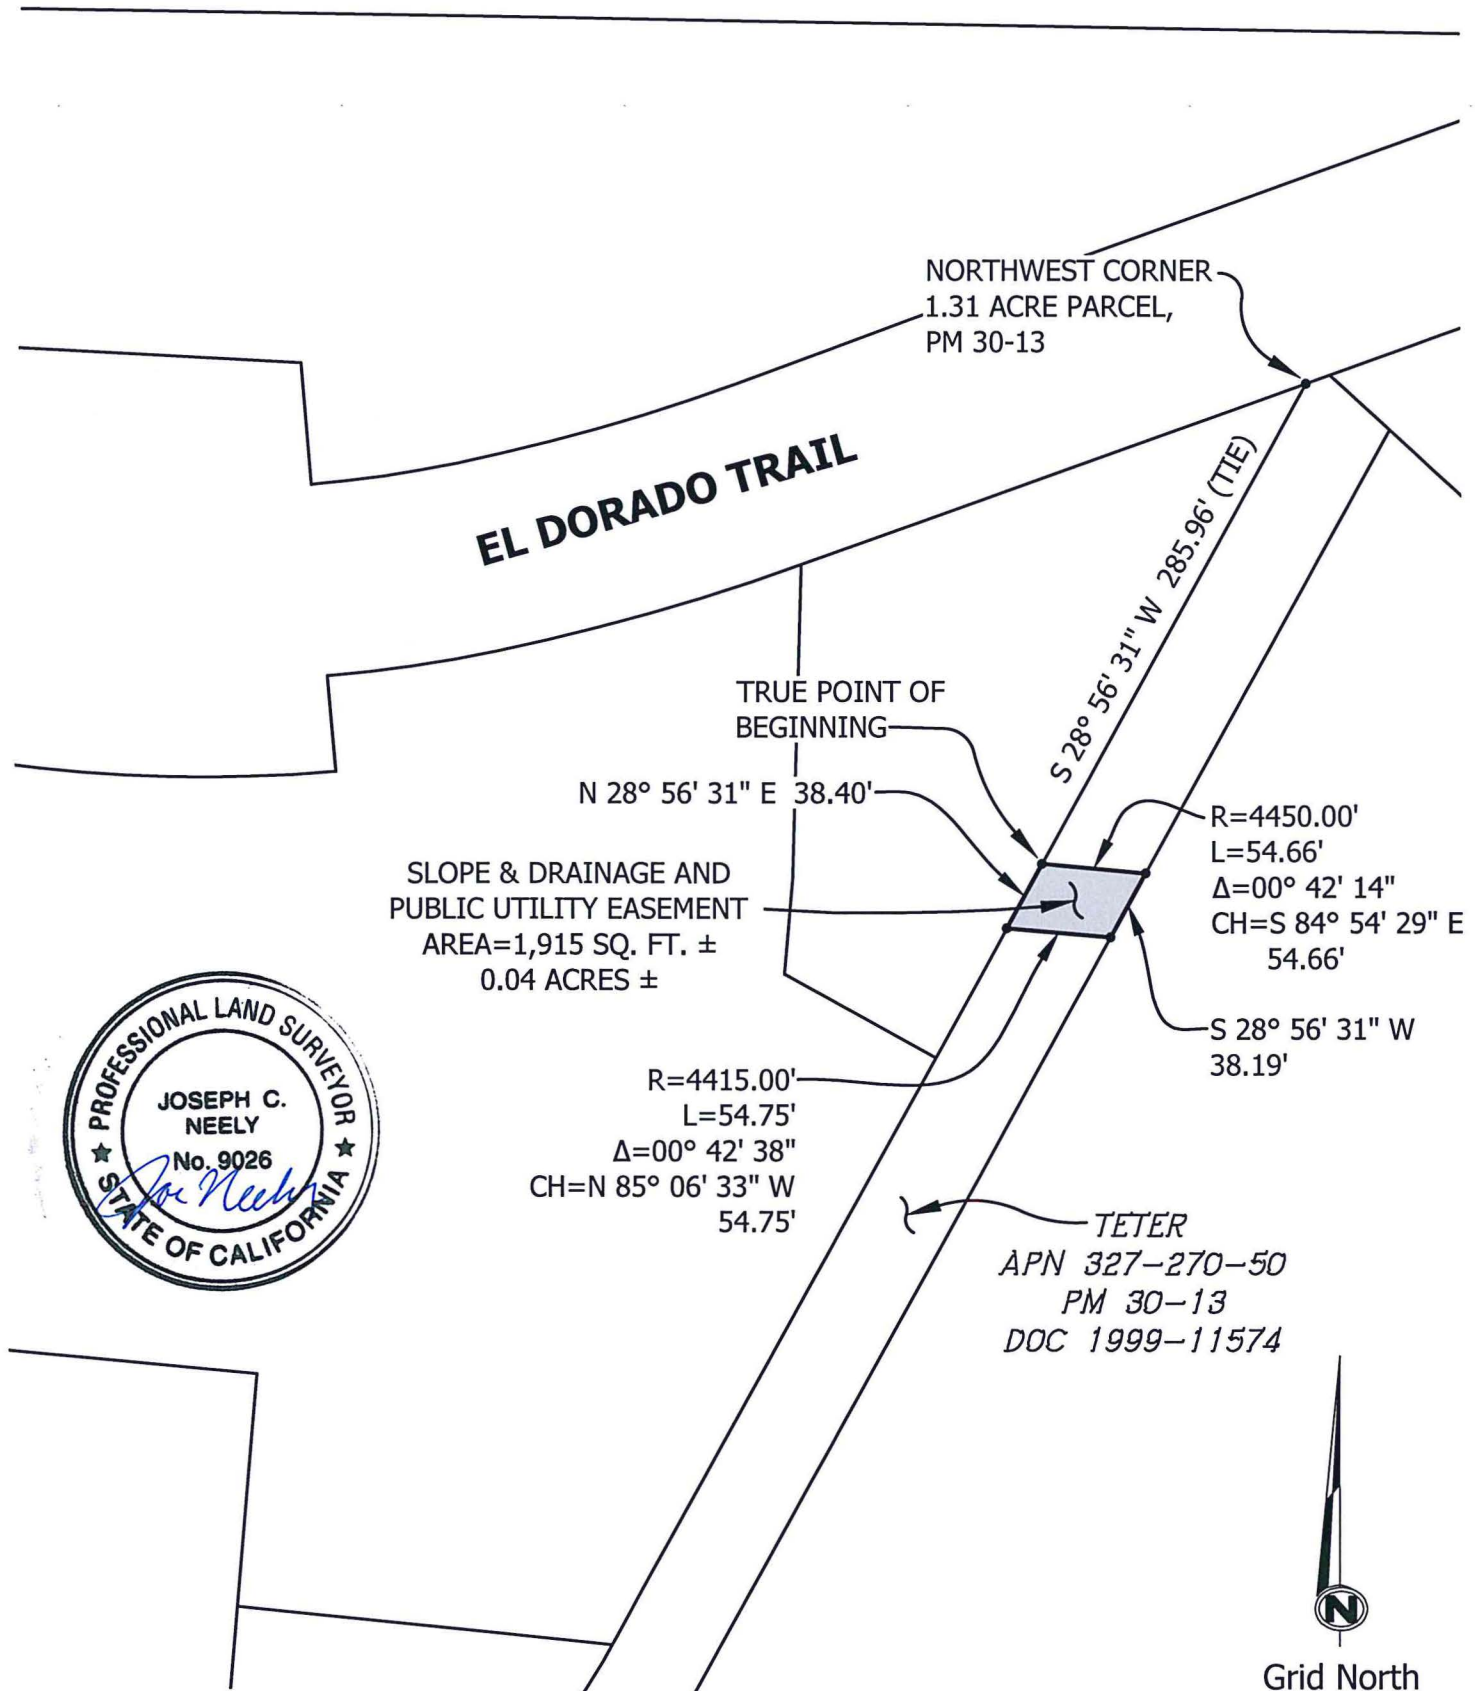 NORTHWEST CORNER
1.31 ACRE PARCEL,
PM 30-13
EL DORADO TRAIL
S 28° 56' 31" W 285.96' (TIE)
TRUE POINT OF
BEGINNING
N 28° 56' 31" E 38.40'
R=4450.00'
L=54.66'
Δ=00° 42' 14"
CH=S 84° 54' 29" E
54.66'
SLOPE & DRAINAGE AND
PUBLIC UTILITY EASEMENT
AREA=1,915 SQ. FT. ±
0.04 ACRES ±
S 28° 56' 31" W
38.19'
R=4415.00'
L=54.75'
Δ=00° 42' 38"
CH=N 85° 06' 33" W
54.75'
PROFESSIONAL LAND SURVEYOR
JOSEPH C.
NEELY
No. 9026
Joe Neely
STATE OF CALIFORNIA
TETER
APN 327-270-50
PM 30-13
DOC 1999-11574
N
Grid North